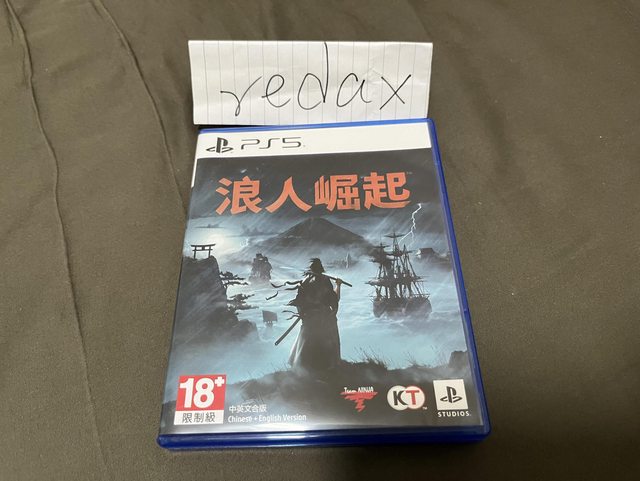 redax
PS5
浪人崛起
18+
限制級
中英文合版
Chinese + English Version
Team NINJA
KT
STUDIOS